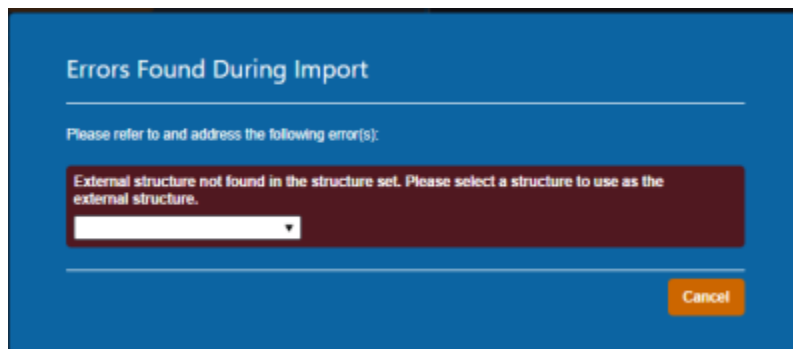 Errors Found During Import
Please refer to and address the following error(s):
External structure not found in the structure set. Please select a structure to use as the
external structure.
Cancel